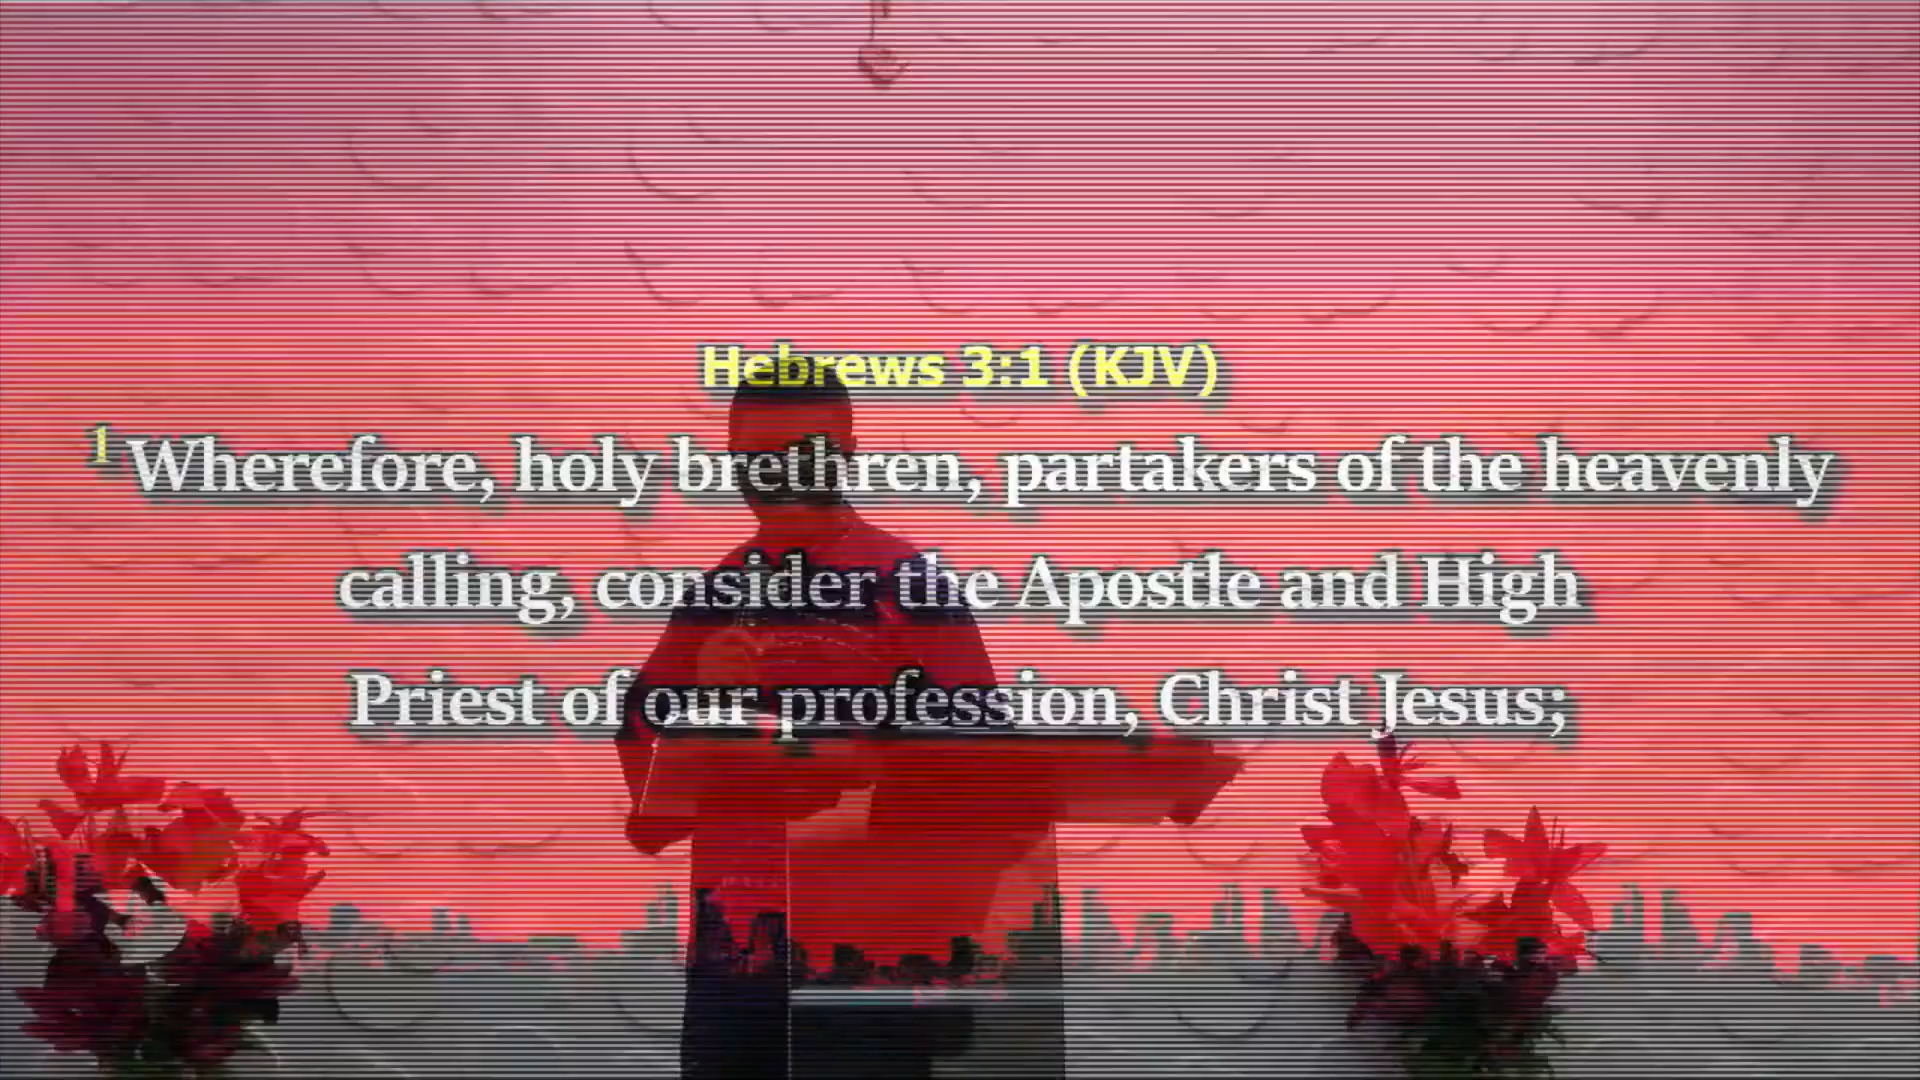 Hebrews 3:1 (KJV)
1 Wherefore, holy brethren, partakers of the heavenly
calling, consider the Apostle and High
Priest of our profession, Christ Jesus;